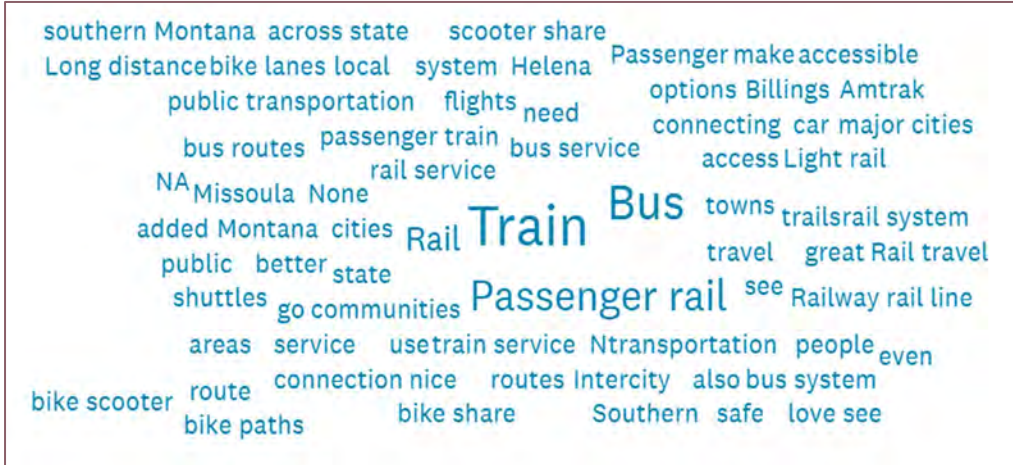 southern Montana across state scooter share
Long distance bike lanes local system Helena Passenger make accessible
public transportation flights need options Billings Amtrak
bus routes passenger train bus service connecting car major cities
rail service access Light rail
NA Missoula None Train Bus towns trails rail system
added Montana cities Rail travel great Rail travel
public better state
shuttles go communities Passenger rail see Railway rail line
areas service use train service N transportation people even
bike scooter route connection nice routes Intercity also bus system
bike paths bike share Southern safe love see